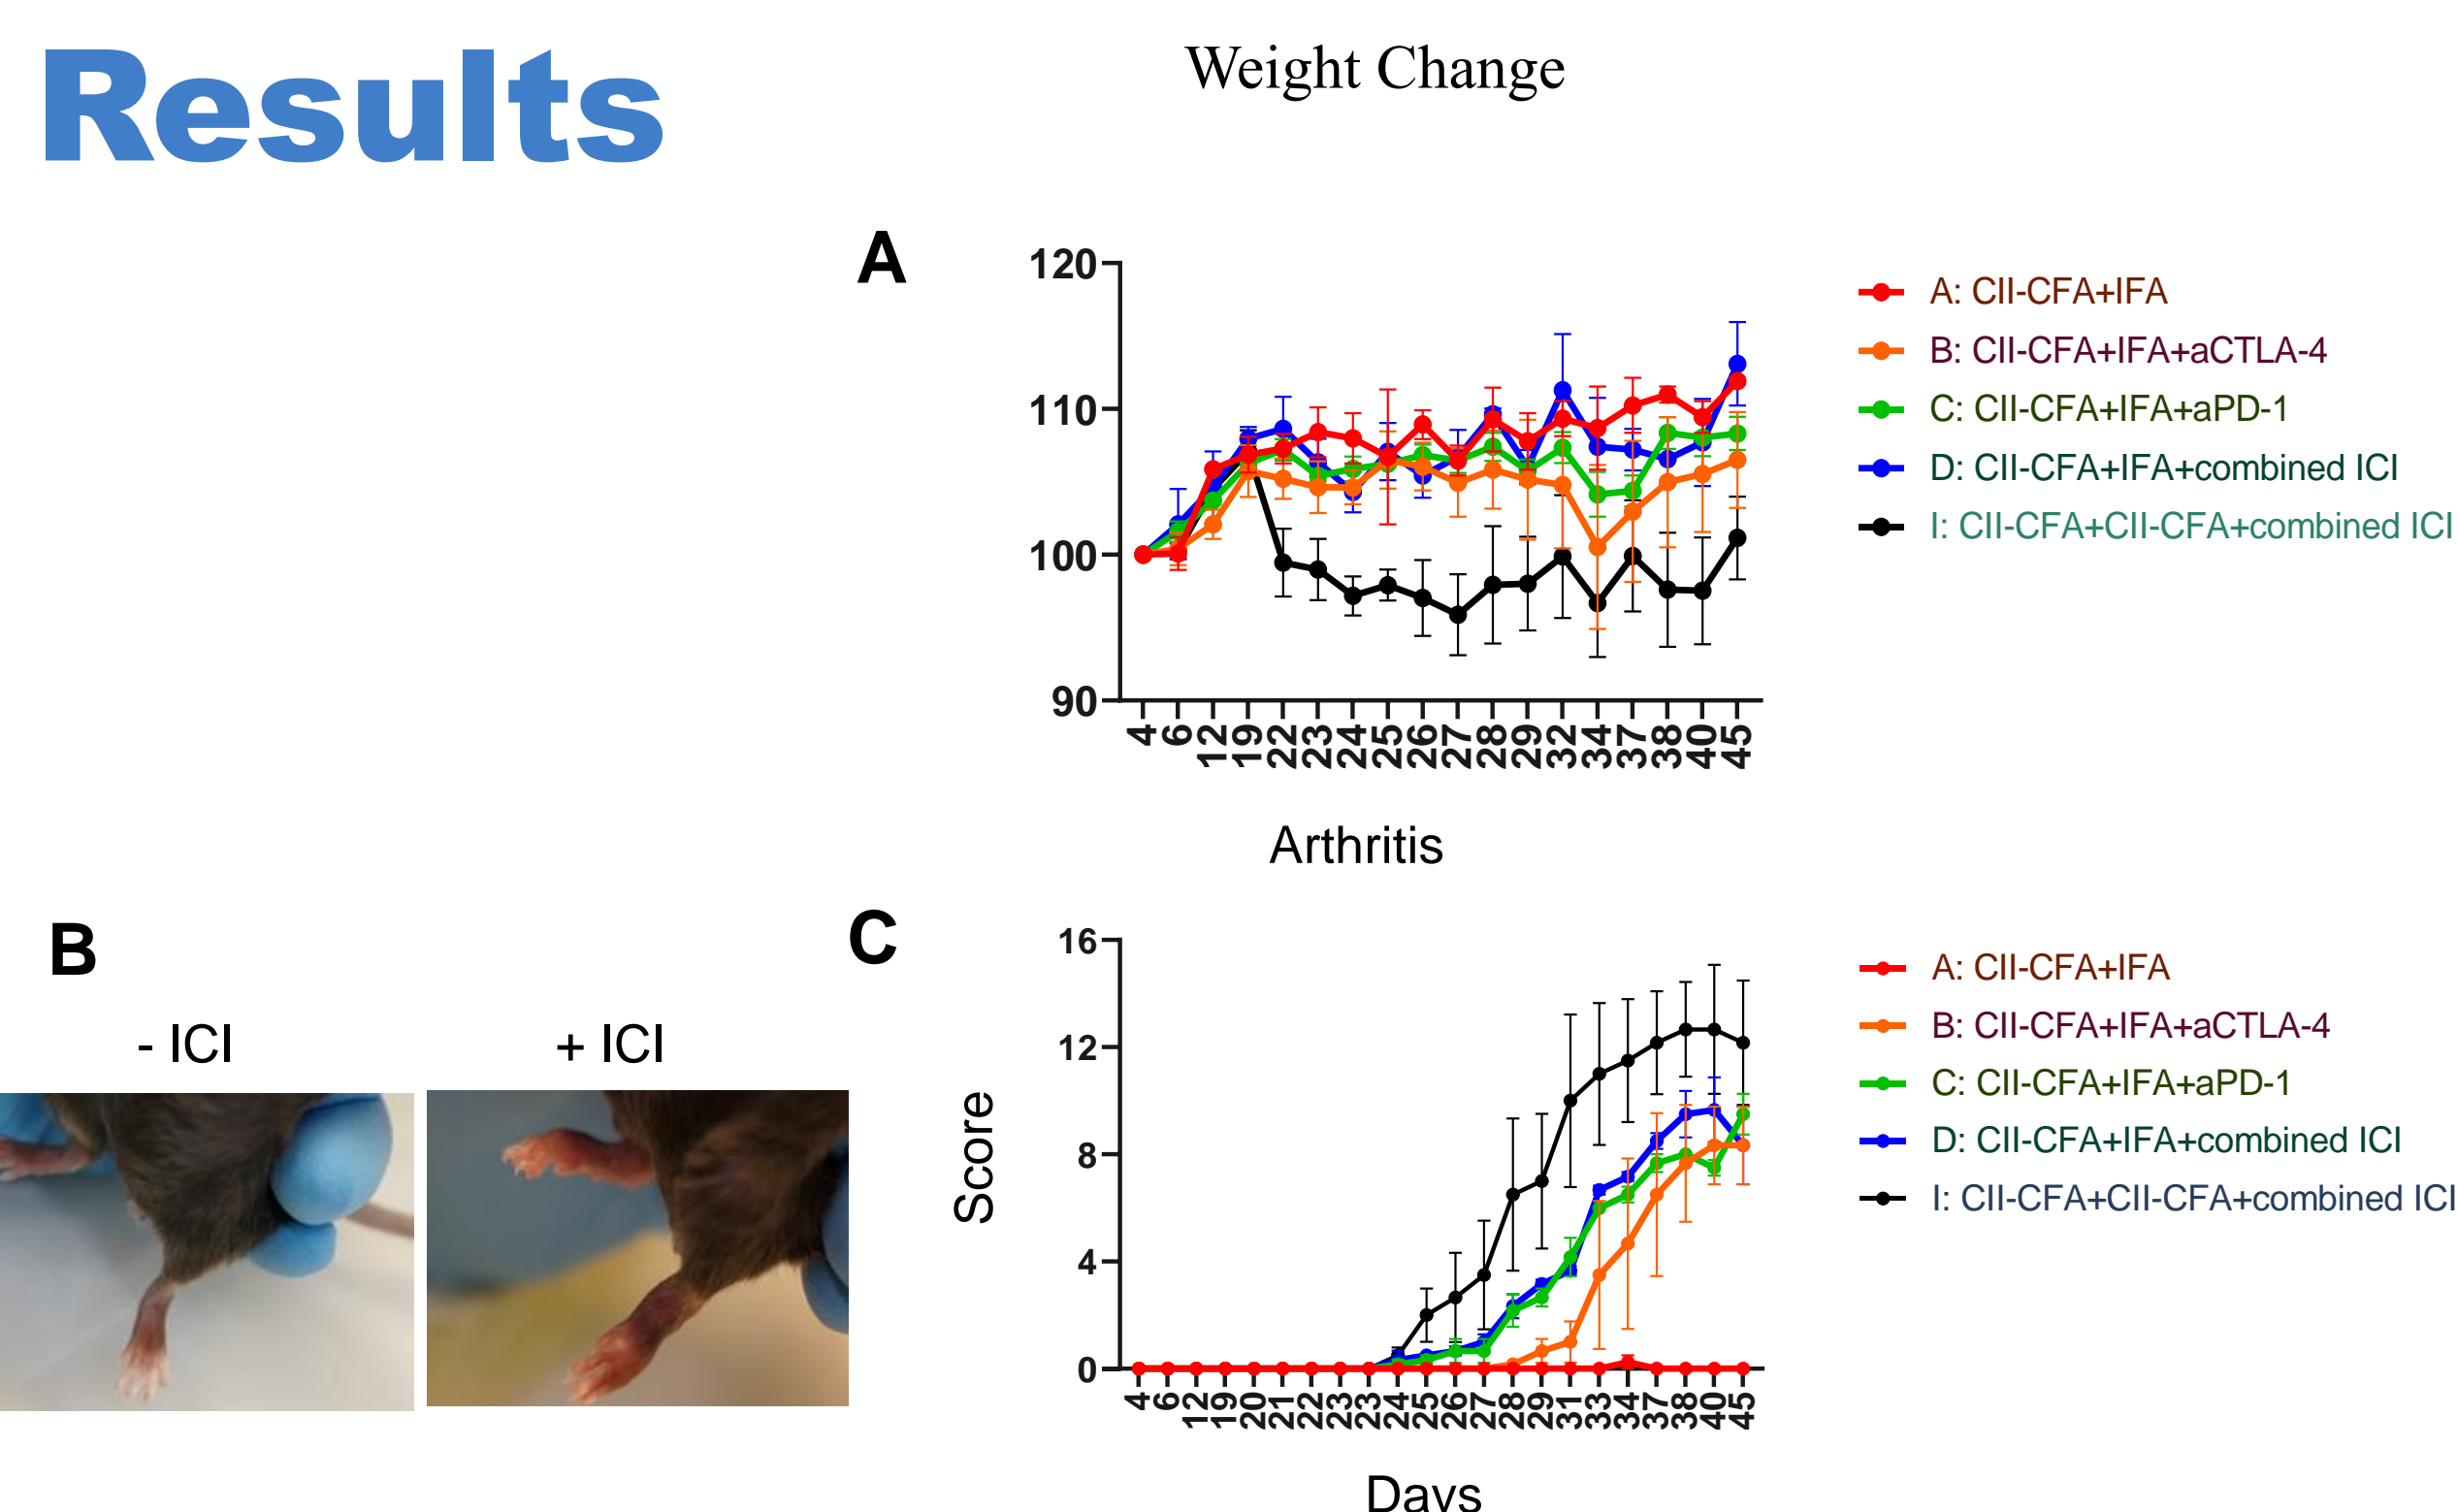 Results
Weight Change
A
120
110
100
90
4 6 12 19 22 23 24 25 26 27 28 29 32 34 37 38 40 45
A: CII-CFA+IFA
B: CII-CFA+IFA+aCTLA-4
C: CII-CFA+IFA+aPD-1
D: CII-CFA+IFA+combined ICI
I: CII-CFA+CII-CFA+combined ICI
B
- ICI
+ ICI
Arthritis
C
Score
16
12
8
4
0
4 6 12 19 20 21 22 23 23 24 25 26 27 28 29 31 33 34 37 38 40 45
Days
A: CII-CFA+IFA
B: CII-CFA+IFA+aCTLA-4
C: CII-CFA+IFA+aPD-1
D: CII-CFA+IFA+combined ICI
I: CII-CFA+CII-CFA+combined ICI